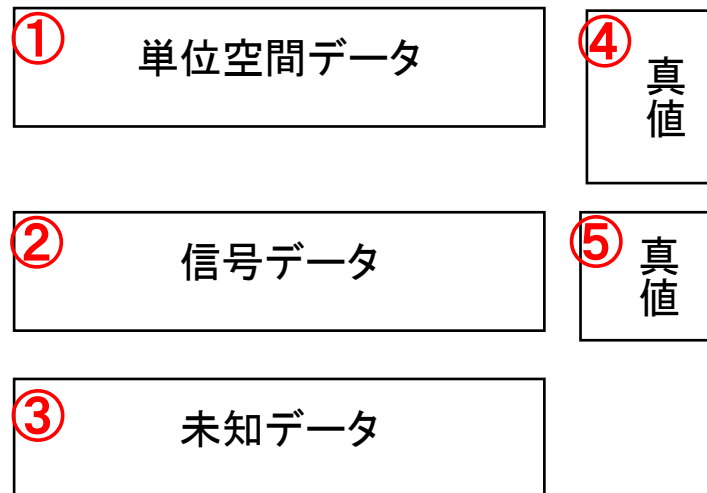 ① 単位空間データ
④ 真値
② 信号データ
⑤ 真値
③ 未知データ